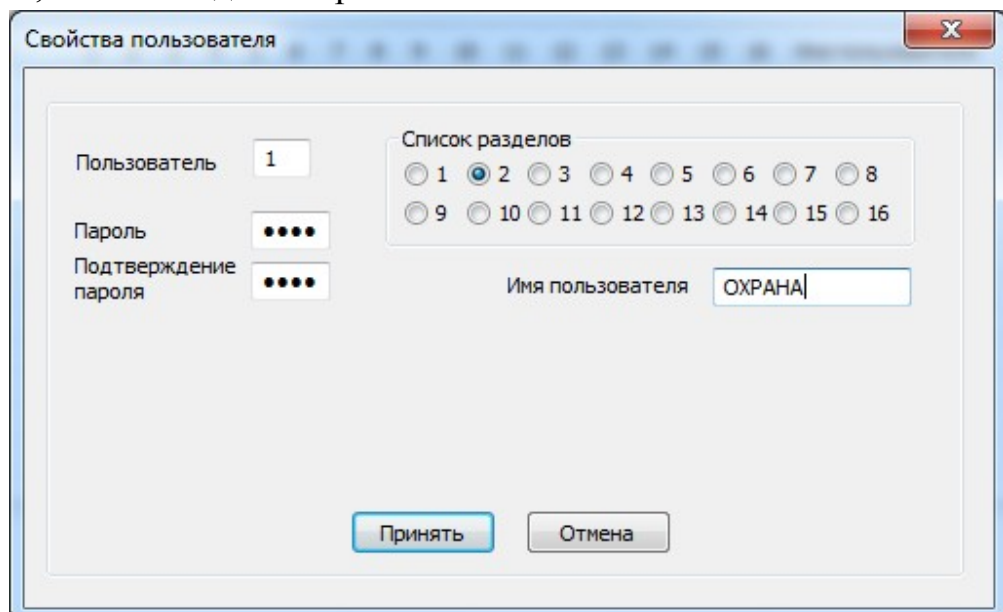 Свойства пользователя
Пользователь 1
Список разделов
1 2 3 4 5 6 7 8
9 10 11 12 13 14 15 16
Пароль ••••
Подтверждение
пароля ••••
Имя пользователя ОХРАНА
Принять Отмена